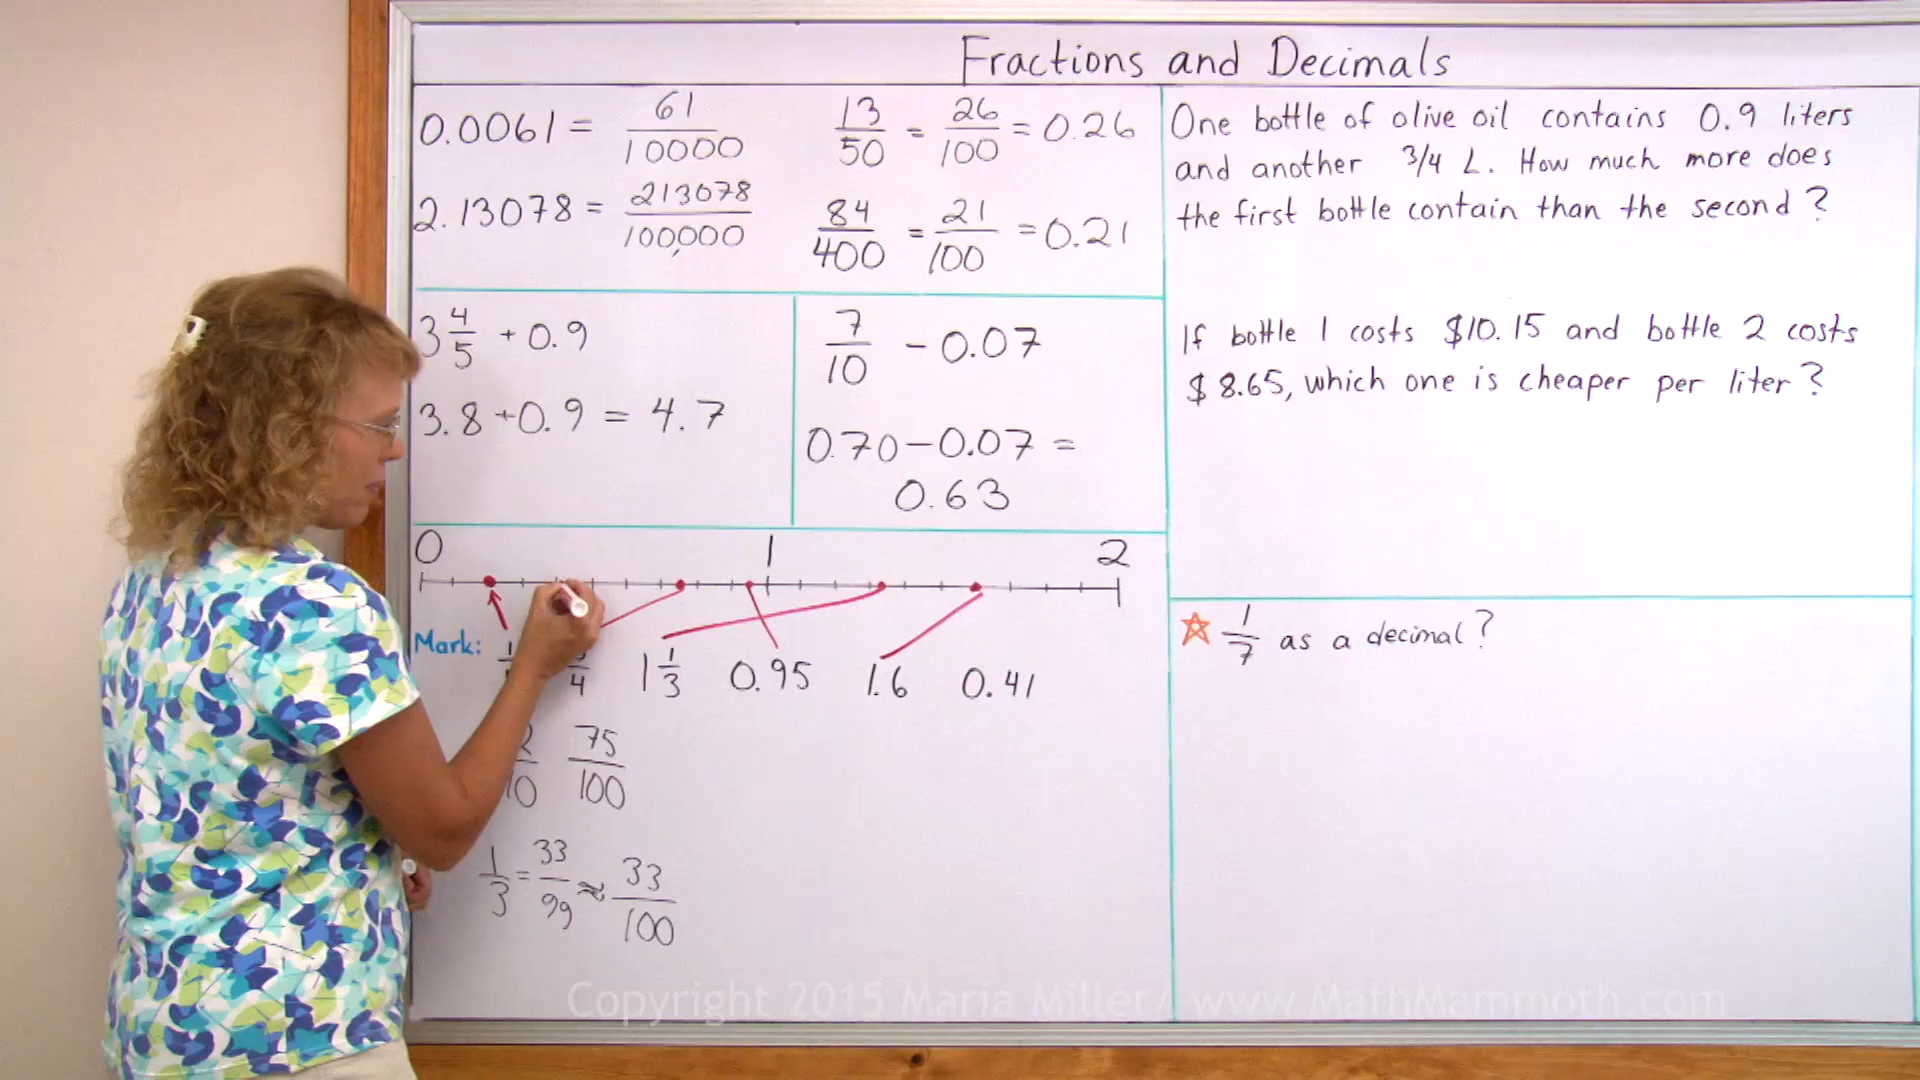 Fractions and Decimals
0.0061 = 61/10000
2.13078 = 213078/100,000
13/50 = 26/100 = 0.26
84/400 = 21/100 = 0.21
3 4/5 + 0.9
3.8 + 0.9 = 4.7
7/10 - 0.07
0.70 - 0.07 =
0.63
0 1 2
Mark: 1 1/3 0.95 1.6 0.41
75/100
1/3 = 33/99 ≈ 33/100
One bottle of olive oil contains 0.9 liters
and another 3/4 L. How much more does
the first bottle contain than the second?
If bottle 1 costs $10.15 and bottle 2 costs
$8.65, which one is cheaper per liter?
1/7 as a decimal?
Copyright 2015 Maria Miller / www.MathMammoth.com